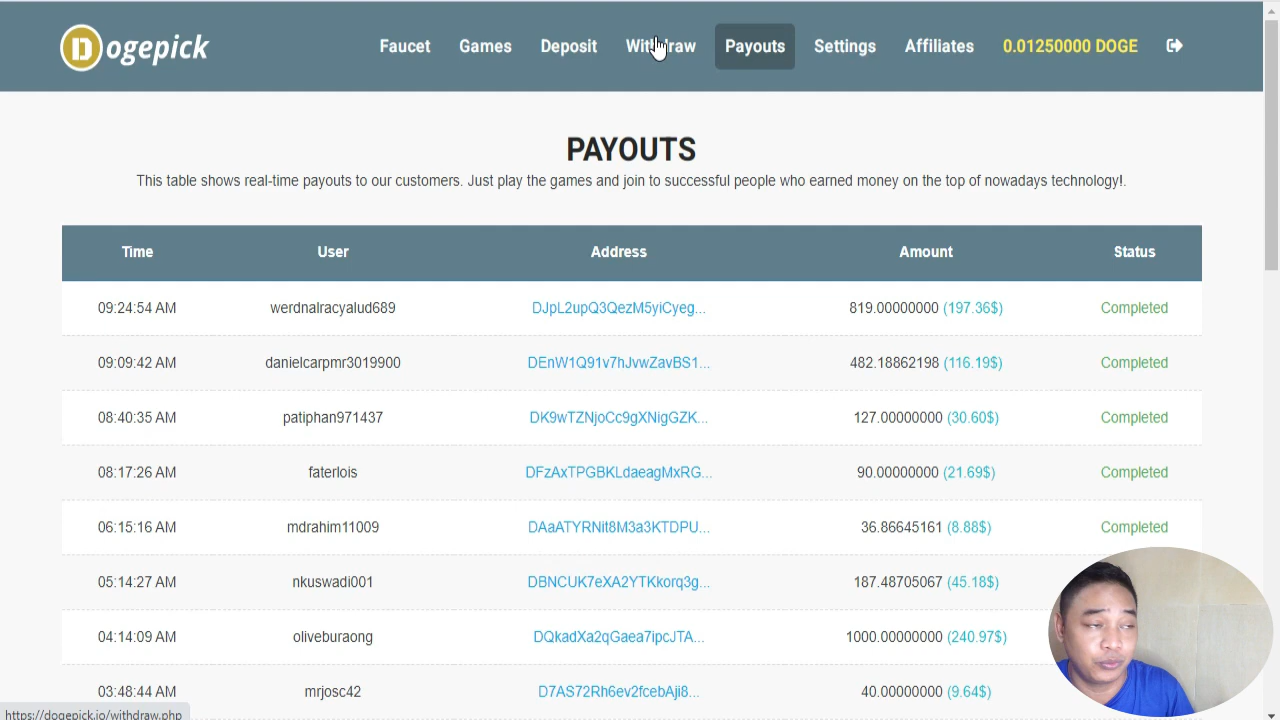 Dogepick
Faucet Games Deposit Withdraw Payouts Settings Affiliates 0.01250000 DOGE
PAYOUTS
This table shows real-time payouts to our customers. Just play the games and join to successful people who earned money on the top of nowadays technology!.
Time User Address Amount Status
09:24:54 AM werdnalracyalud689 DJpL2upQ3QezM5yiCyeg... 819.00000000 (197.36$) Completed
09:09:42 AM danielcarpmr3019900 DEnW1Q91v7hJvwZavBS1... 482.18862198 (116.19$) Completed
08:40:35 AM patiphan971437 DK9wTZNjoCc9gXNigGZK... 127.00000000 (30.60$) Completed
08:17:26 AM faterlois DFzAxTPGBKLdaeagMxRG... 90.00000000 (21.69$) Completed
06:15:16 AM mdrahim11009 DAaATYRNit8M3a3KTDPU... 36.86645161 (8.88$) Completed
05:14:27 AM nkuswadi001 DBNCUK7eXA2YTKkorq3g... 187.48705067 (45.18$)
04:14:09 AM oliveburaong DQkadXa2qGaea7ipcJTA... 1000.00000000 (240.97$)
03:48:44 AM mrjosc42 D7AS72Rh6ev2fcebAji8... 40.00000000 (9.64$)
https://dogepick.io/withdraw.php